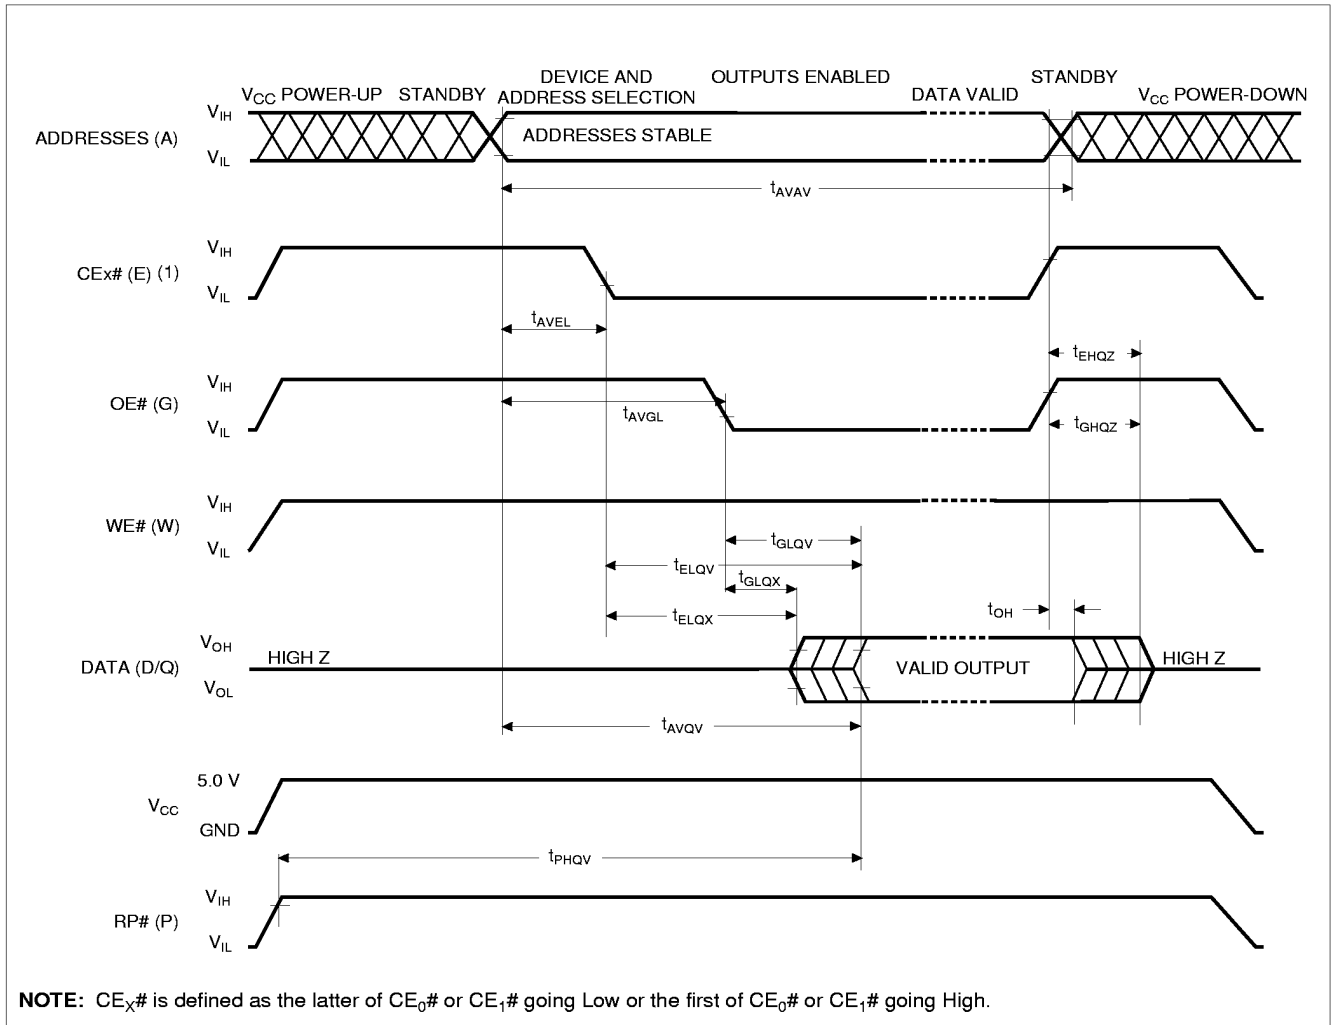 DEVICE AND
ADDRESS SELECTION
OUTPUTS ENABLED
STANDBY
VCC POWER-UP
STANDBY
DATA VALID
VCC POWER-DOWN
VIH
ADDRESSES (A)
ADDRESSES STABLE
VIL
tAVAV
VIH
CEx# (E) (1)
VIL
tAVEL
tEHQZ
VIH
OE# (G)
tAVGL
VIL
tGHQZ
VIH
WE# (W)
VIL
tGLQV
tELQV
tGLQX
tELQX
tOH
VOH
DATA (D/Q)
HIGH Z
VALID OUTPUT
HIGH Z
VOL
tAVQV
5.0 V
VCC
GND
tPHQV
VIH
RP# (P)
VIL
NOTE: CEX# is defined as the latter of CE0# or CE1# going Low or the first of CE0# or CE1# going High.